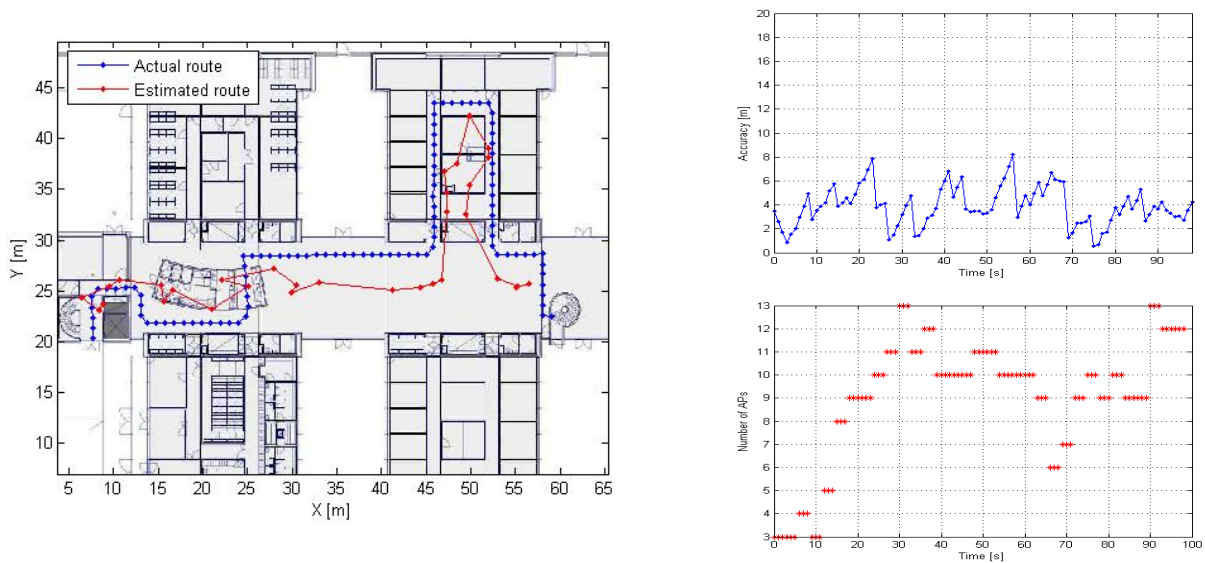 Actual route
Estimated route
45
40
35
30
25
20
15
10
Y [m]
5 10 15 20 25 30 35 40 45 50 55 60 65
X [m]
20
18
16
14
12
10
8
6
4
2
0
Accuracy [m]
0 10 20 30 40 50 60 70 80 90
Time [s]
13
12
11
10
9
8
7
6
5
4
3
Number of APs
0 10 20 30 40 50 60 70 80 90 100
Time [s]